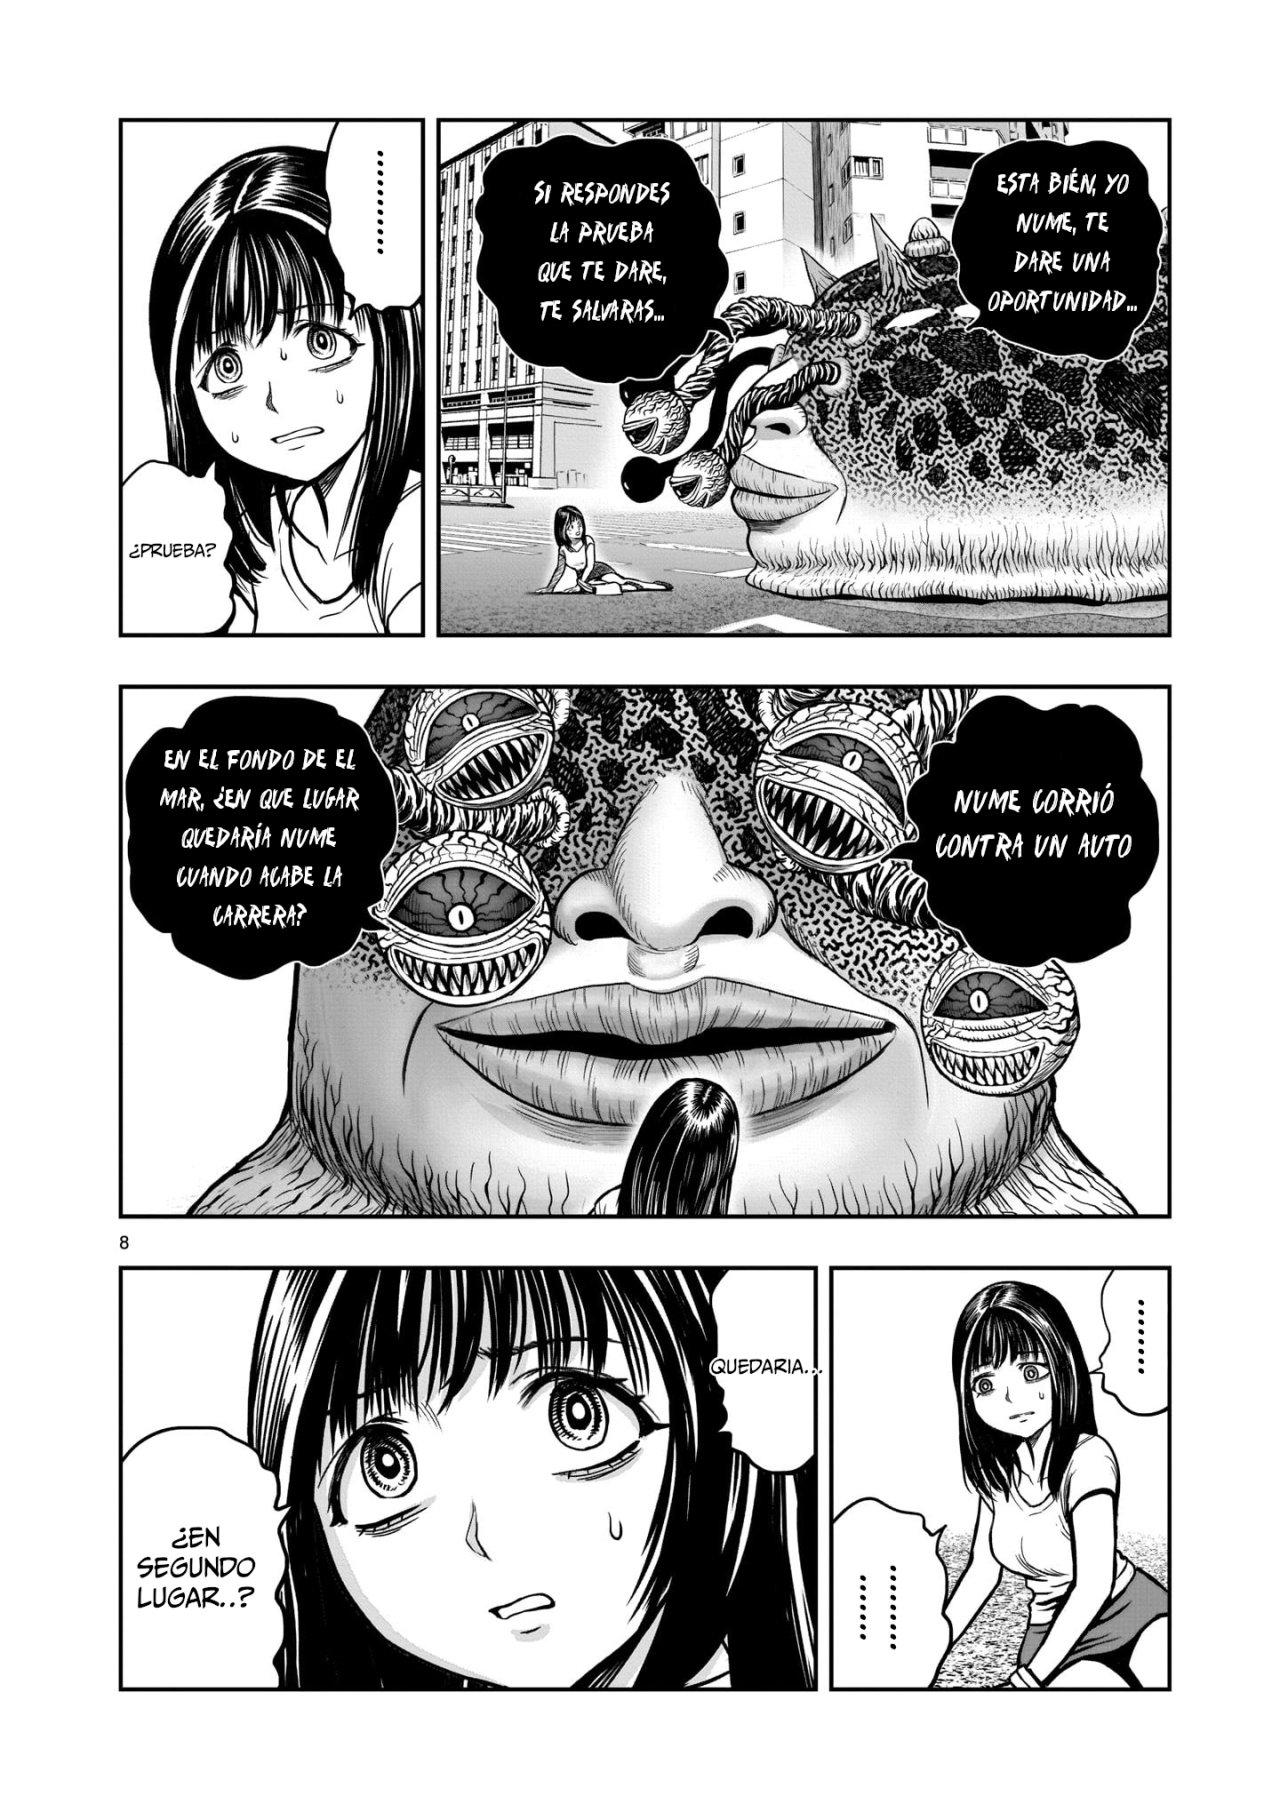 ESTA BIÉN, YO
NUME, TE
DARE UNA
OPORTUNIDAD...
SI RESPONDES
LA PRUEBA
QUE TE DARE,
TE SALVARAS...
.........
¿PRUEBA?
NUME CORRIÓ
CONTRA UN AUTO
EN EL FONDO DE EL
MAR, ¿EN QUE LUGAR
QUEDARÍA NUME
CUANDO ACABE LA
CARRERA?
8
.........
.........
QUEDARIA...
¿EN
SEGUNDO
LUGAR..?